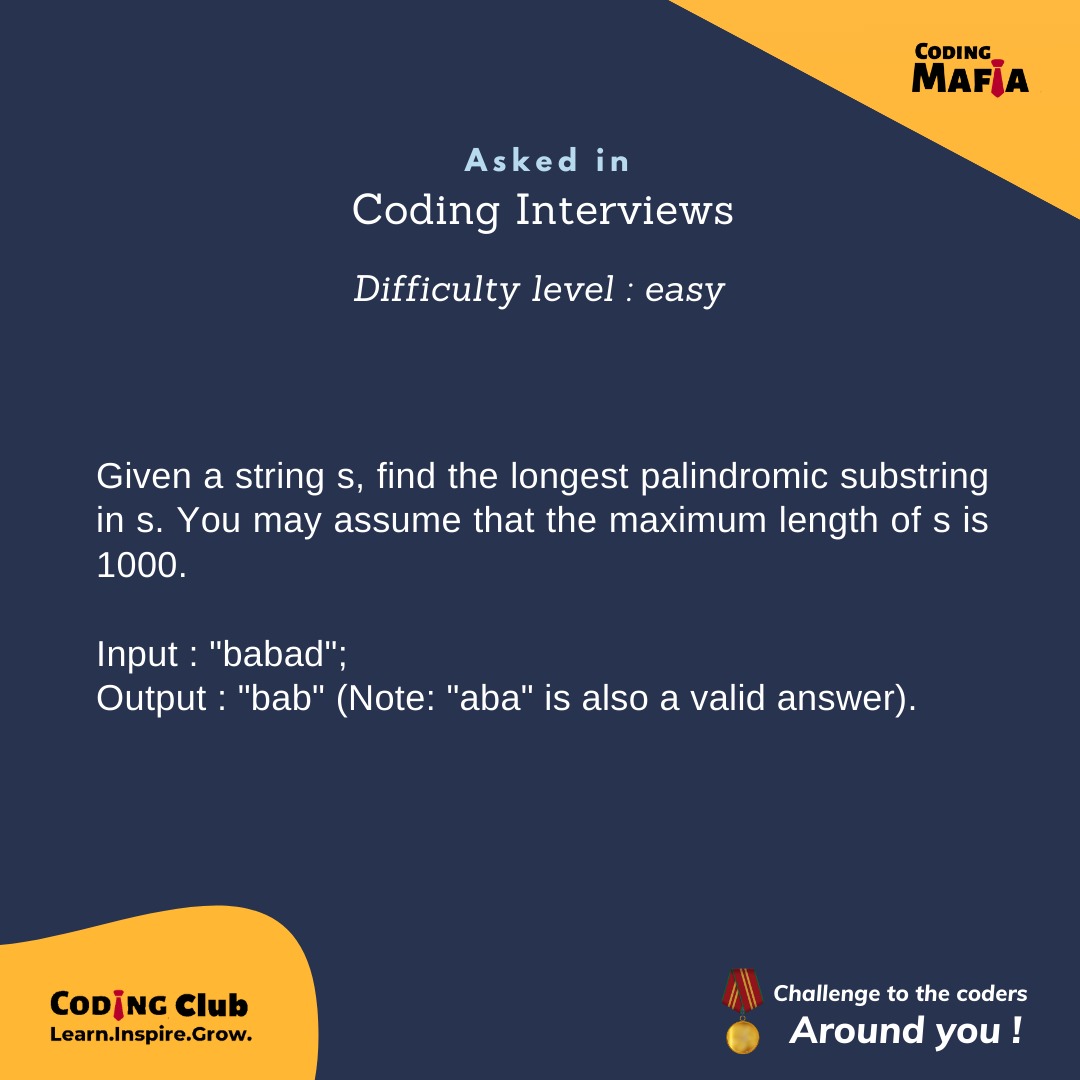 CODING
MAFIA
Asked in
Coding Interviews
Difficulty level : easy
Given a string s, find the longest palindromic substring
in s. You may assume that the maximum length of s is
1000.
Input : "babad";
Output : "bab" (Note: "aba" is also a valid answer).
CODING Club
Learn.Inspire.Grow.
Challenge to the coders
Around you !